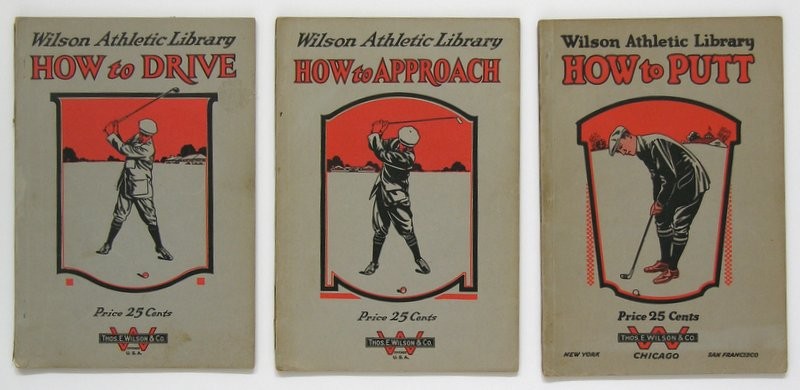 Wilson Athletic Library
HOW to DRIVE
Price 25 Cents
W
THOS. E. WILSON & CO.
U.S.A.
Wilson Athletic Library
HOW to APPROACH
Price 25 Cents
W
THOS. E. WILSON & CO.
U.S.A.
Wilson Athletic Library
HOW to PUTT
Price 25 Cents
W
THOS. E. WILSON & CO.
NEW YORK CHICAGO SAN FRANCISCO